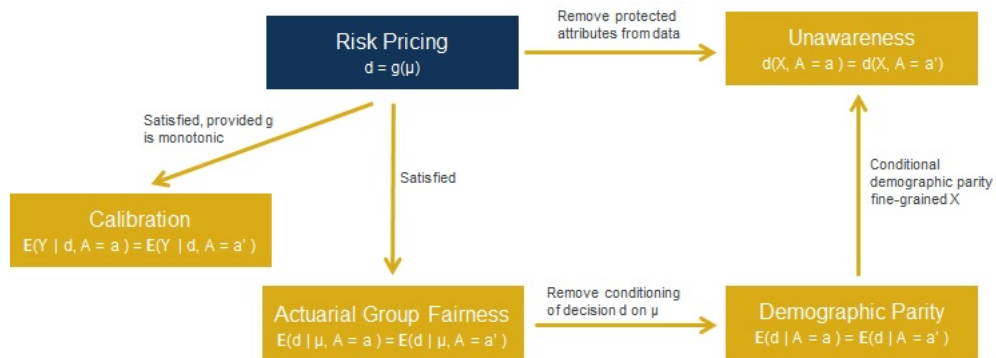 Risk Pricing
d = g(μ)
Remove protected
attributes from data
Unawareness
d(X, A = a ) = d(X, A = a')
Satisfied, provided g
is monotonic
Satisfied
Conditional
demographic parity
fine-grained X
Calibration
E(Y | d, A = a ) = E(Y | d, A = a' )
Actuarial Group Fairness
E(d | μ, A = a) = E(d | μ, A = a')
Remove conditioning
of decision d on μ
Demographic Parity
E(d | A = a) = E(d | A = a')